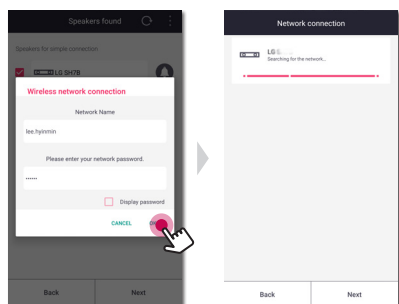 Speakers found
Speakers for simple connection
LG SH7B
Wireless network connection
Network Name
lee.hyinmin
Please enter your network password.
••••••
Display password
CANCEL
Back
Next
Network connection
LG S
Searching for the network...
Back
Next